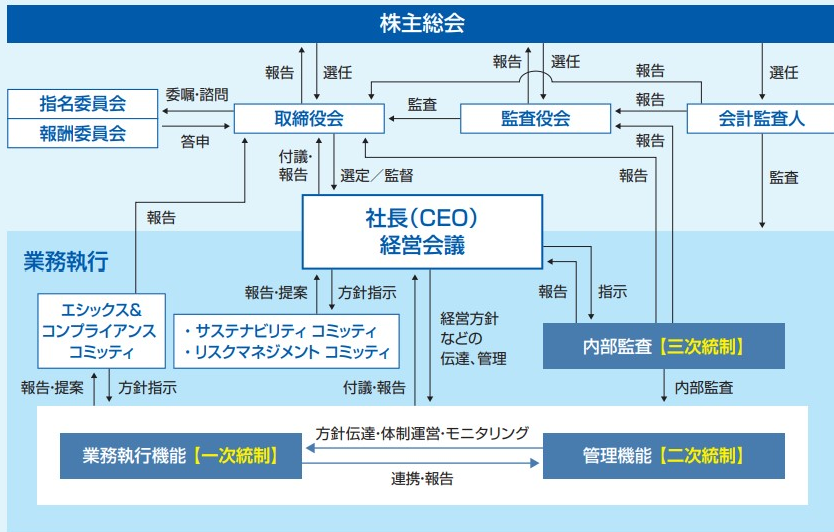 株主総会
報告
選任
報告
選任
報告
選任
指名委員会
報酬委員会
委嘱・諮問
答申
取締役会
監査
監査役会
報告
報告
会計監査人
付議・
報告
選定／監督
報告
監査
報告
社長（CEO）
経営会議
業務執行
エシックス&
コンプライアンス
コミッティ
報告・提案
方針指示
・サステナビリティ コミッティ
・リスクマネジメント コミッティ
経営方針
などの
伝達、管理
報告
指示
内部監査【三次統制】
報告・提案
方針指示
付議・報告
内部監査
業務執行機能【一次統制】
方針伝達・体制運営・モニタリング
連携・報告
管理機能【二次統制】